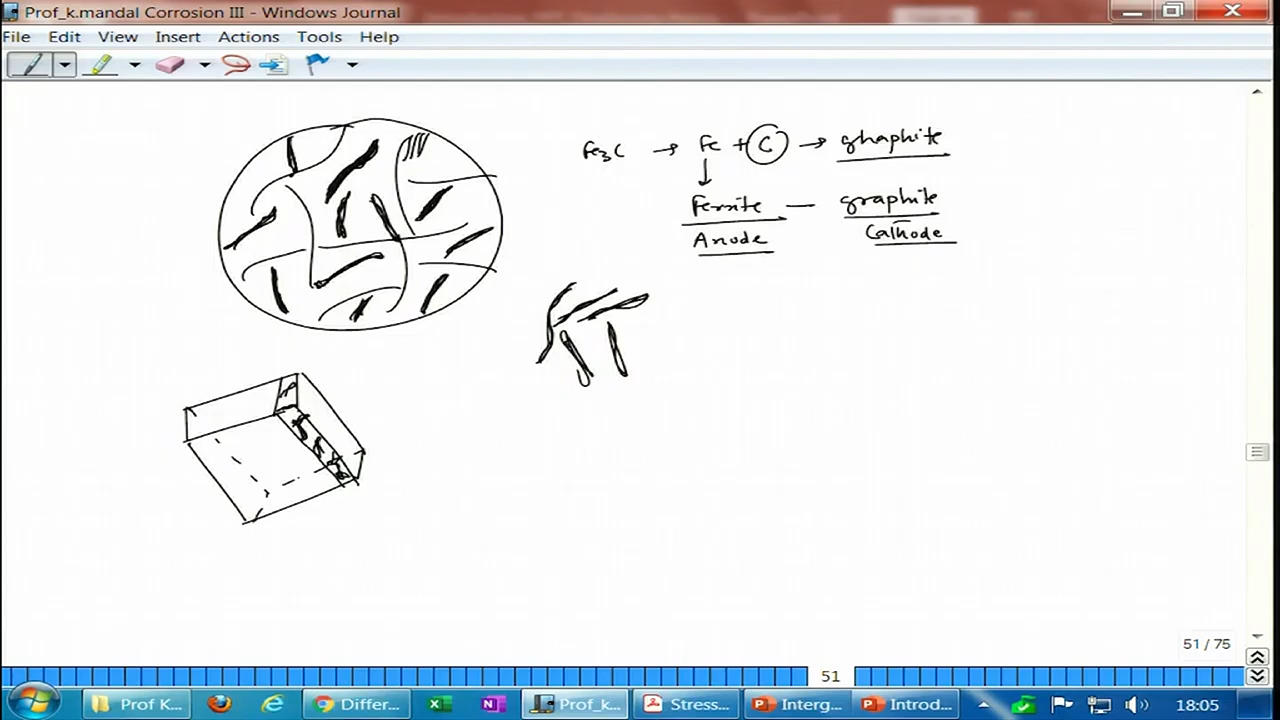 Prof_k.mandal Corrosion III - Windows Journal
File Edit View Insert Actions Tools Help
Fe3C → Fe + C → ghaphite
↓
Ferrite — graphite
Anode Cathode
51 / 75
51
Prof K... Differ... Prof_k... Stress... Interg... Introd... 18:05